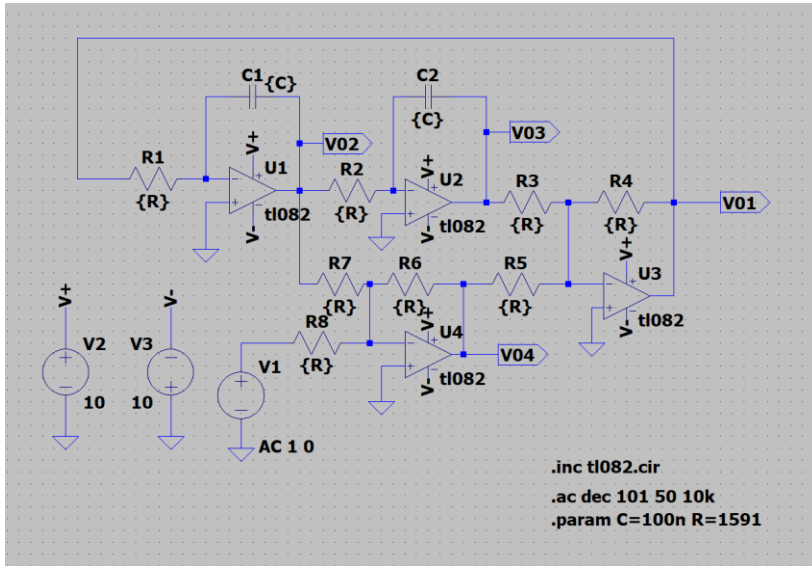 C1
{C}
C2
{C}
V02
V03
V+
V+
R1
{R}
U1
tl082
V-
R2
{R}
U2
tl082
V-
R3
{R}
R4
{R}
V01
R7
{R}
R6
{R}
R5
{R}
V+
U3
tl082
V-
V+
U4
tl082
V-
R8
{R}
V04
V+
V2
10
V-
V3
10
V1
AC 1 0
.inc tl082.cir
.ac dec 101 50 10k
.param C=100n R=1591